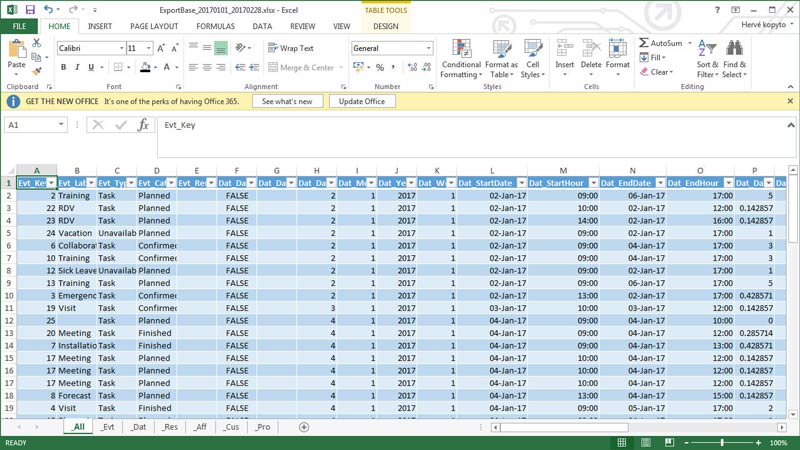 ExportBase_20170101_20170228.xlsx - Excel TABLE TOOLS
FILE HOME INSERT PAGE LAYOUT FORMULAS DATA REVIEW VIEW DESIGN Hervé kopyto
Paste Calibri 11 Wrap Text General Conditional Formatting Format as Table Cell Styles Insert Delete Format AutoSum Sort & Filter Find & Select
B I U Merge & Center $ % Fill
Clear
Clipboard Font Alignment Number Styles Cells Editing
GET THE NEW OFFICE It's one of the perks of having Office 365. See what's new Update Office
A1 fx Evt_Key
A B C D E F G H I J K L M N O P
1 Evt_Key Evt_Lab Evt_Typ Evt_Cat Evt_Re Dat_Da Dat_Da Dat_Da Dat_Mo Dat_Ye Dat_W Dat_StartDate Dat_StartHour Dat_EndDate Dat_EndHour Dat_Da
2 2 Training Task Planned FALSE 2 1 2017 1 02-Jan-17 09:00 06-Jan-17 17:00 5
3 22 RDV Task Planned FALSE 2 1 2017 1 02-Jan-17 10:00 02-Jan-17 12:00 0.142857
4 23 RDV Task Planned FALSE 2 1 2017 1 02-Jan-17 14:00 02-Jan-17 16:00 0.142857
5 24 Vacation Unavailab Planned FALSE 2 1 2017 1 02-Jan-17 09:00 02-Jan-17 17:00 1
6 6 Collaborat Task Confirmed FALSE 2 1 2017 1 02-Jan-17 09:00 04-Jan-17 17:00 3
7 10 Training Task Confirmed FALSE 2 1 2017 1 02-Jan-17 09:00 04-Jan-17 17:00 3
8 12 Sick Leave Unavailab Planned FALSE 2 1 2017 1 02-Jan-17 09:00 02-Jan-17 17:00 1
9 13 Training Task Planned FALSE 2 1 2017 1 02-Jan-17 09:00 06-Jan-17 17:00 5
10 3 Emergenc Task Confirmed FALSE 2 1 2017 1 02-Jan-17 13:00 02-Jan-17 17:00 0.428571
11 19 Visit Task Confirmed FALSE 3 1 2017 1 03-Jan-17 10:00 03-Jan-17 12:00 0.142857
12 25 Task Planned FALSE 4 1 2017 1 04-Jan-17 09:00 04-Jan-17 10:00 0
13 20 Meeting Task Finished FALSE 4 1 2017 1 04-Jan-17 09:00 04-Jan-17 12:00 0.285714
14 7 Installatio Task Finished FALSE 4 1 2017 1 04-Jan-17 09:00 04-Jan-17 13:00 0.428571
15 17 Meeting Task Planned FALSE 4 1 2017 1 04-Jan-17 10:00 04-Jan-17 12:00 0.142857
16 17 Meeting Task Planned FALSE 4 1 2017 1 04-Jan-17 10:00 04-Jan-17 12:00 0.142857
17 17 Meeting Task Planned FALSE 4 1 2017 1 04-Jan-17 10:00 04-Jan-17 12:00 0.142857
18 8 Forecast Task Planned FALSE 4 1 2017 1 04-Jan-17 13:00 04-Jan-17 15:00 0.142857
19 4 Visit Task Finished FALSE 4 1 2017 1 04-Jan-17 09:00 05-Jan-17 17:00 2
_All _Evt _Dat _Res _Aff _Cus _Pro
READY 100%